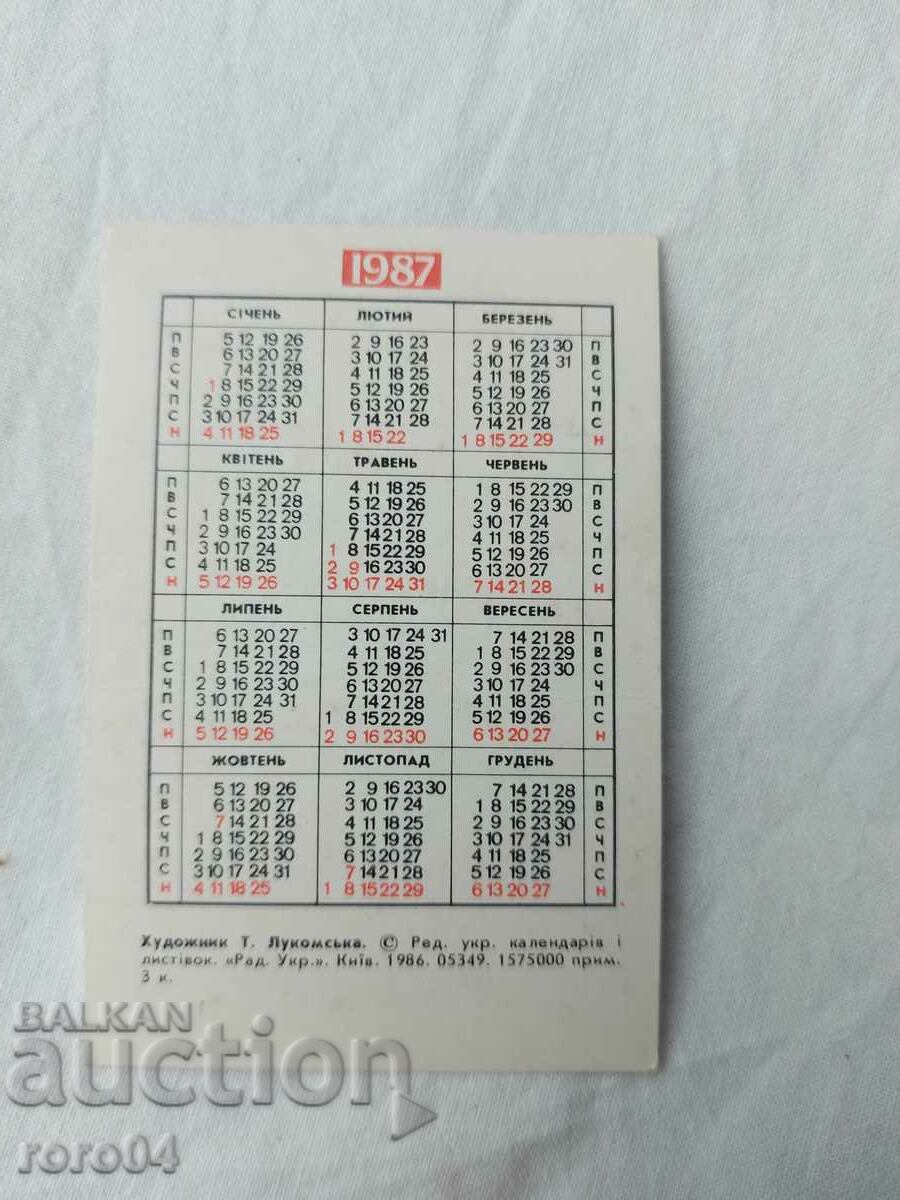 1987
СІЧЕНЬ ЛЮТИЙ БЕРЕЗЕНЬ
П 5 12 19 26 2 9 16 23 2 9 16 23 30 П
В 6 13 20 27 3 10 17 24 3 10 17 24 31 В
С 7 14 21 28 4 11 18 25 4 11 18 25 С
Ч 1 8 15 22 29 5 12 19 26 5 12 19 26 Ч
П 2 9 16 23 30 6 13 20 27 6 13 20 27 П
С 3 10 17 24 31 7 14 21 28 7 14 21 28 С
Н 4 11 18 25 1 8 15 22 1 8 15 22 29 Н
КВІТЕНЬ ТРАВЕНЬ ЧЕРВЕНЬ
П 6 13 20 27 4 11 18 25 1 8 15 22 29 П
В 7 14 21 28 5 12 19 26 2 9 16 23 30 В
С 1 8 15 22 29 6 13 20 27 3 10 17 24 С
Ч 2 9 16 23 30 7 14 21 28 4 11 18 25 Ч
П 3 10 17 24 1 8 15 22 29 5 12 19 26 П
С 4 11 18 25 2 9 16 23 30 6 13 20 27 С
Н 5 12 19 26 3 10 17 24 31 7 14 21 28 Н
ЛИПЕНЬ СЕРПЕНЬ ВЕРЕСЕНЬ
П 6 13 20 27 3 10 17 24 31 7 14 21 28 П
В 7 14 21 28 4 11 18 25 1 8 15 22 29 В
С 1 8 15 22 29 5 12 19 26 2 9 16 23 30 С
Ч 2 9 16 23 30 6 13 20 27 3 10 17 24 Ч
П 3 10 17 24 31 7 14 21 28 4 11 18 25 П
С 4 11 18 25 1 8 15 22 29 5 12 19 26 С
Н 5 12 19 26 2 9 16 23 30 6 13 20 27 Н
ЖОВТЕНЬ ЛИСТОПАД ГРУДЕНЬ
П 5 12 19 26 2 9 16 23 30 7 14 21 28 П
В 6 13 20 27 3 10 17 24 1 8 15 22 29 В
С 7 14 21 28 4 11 18 25 2 9 16 23 30 С
Ч 1 8 15 22 29 5 12 19 26 3 10 17 24 31 Ч
П 2 9 16 23 30 6 13 20 27 4 11 18 25 П
С 3 10 17 24 31 7 14 21 28 5 12 19 26 С
Н 4 11 18 25 1 8 15 22 29 6 13 20 27 Н
Художник Т. Лукомська. © Ред. укр. календарів і
листівок. «Рад. Укр.». Київ. 1986. 05349. 1575000 прим.
3 к.
BALKAN
auction
roro04